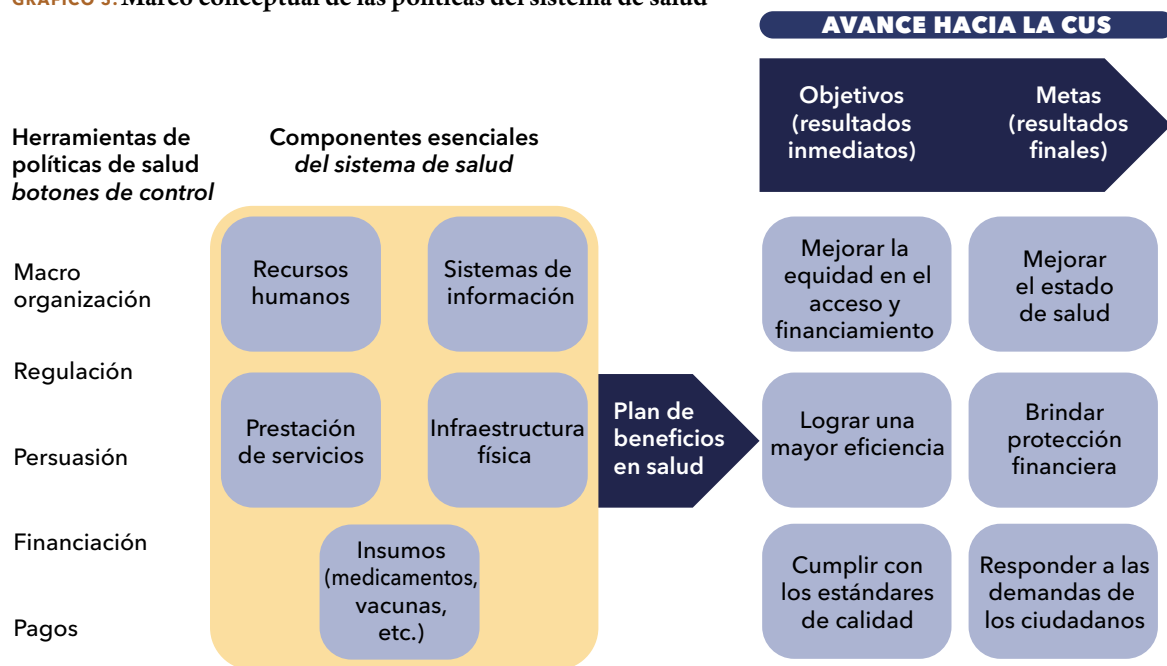 GRÁFICO 3: Marco conceptual de las políticas del sistema de salud
AVANCE HACIA LA CUS
Objetivos
(resultados
inmediatos)
Metas
(resultados
finales)
Herramientas de
políticas de salud
botones de control
Componentes esenciales
del sistema de salud
Macro
organización
Regulación
Persuasión
Financiación
Pagos
Recursos
humanos
Sistemas de
información
Prestación
de servicios
Infraestructura
física
Insumos
(medicamentos,
vacunas,
etc.)
Plan de
beneficios
en salud
Mejorar la
equidad en el
acceso y
financiamiento
Mejorar
el estado
de salud
Lograr una
mayor eficiencia
Brindar
protección
financiera
Cumplir con
los estándares
de calidad
Responder a las
demandas de
los ciudadanos